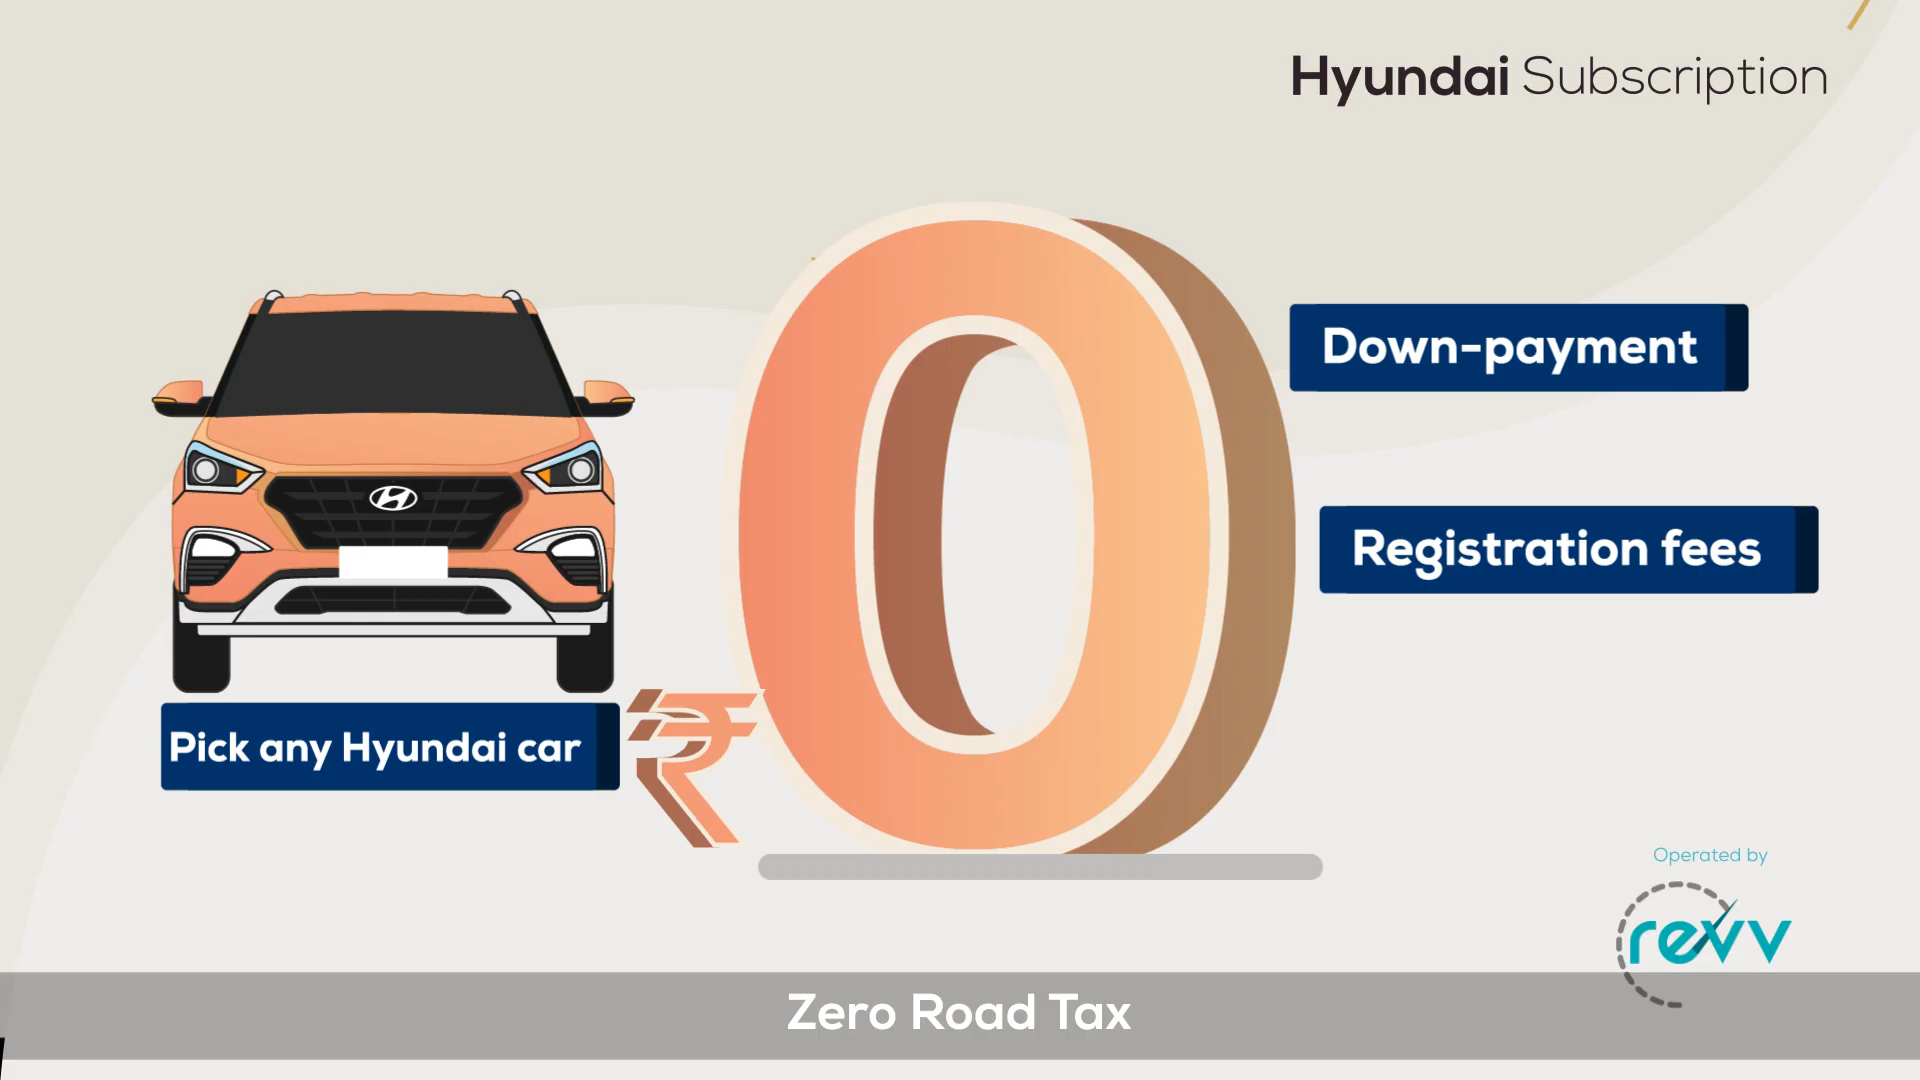 Hyundai Subscription
Down-payment
Registration fees
Pick any Hyundai car
₹0
Operated by
revv
Zero Road Tax